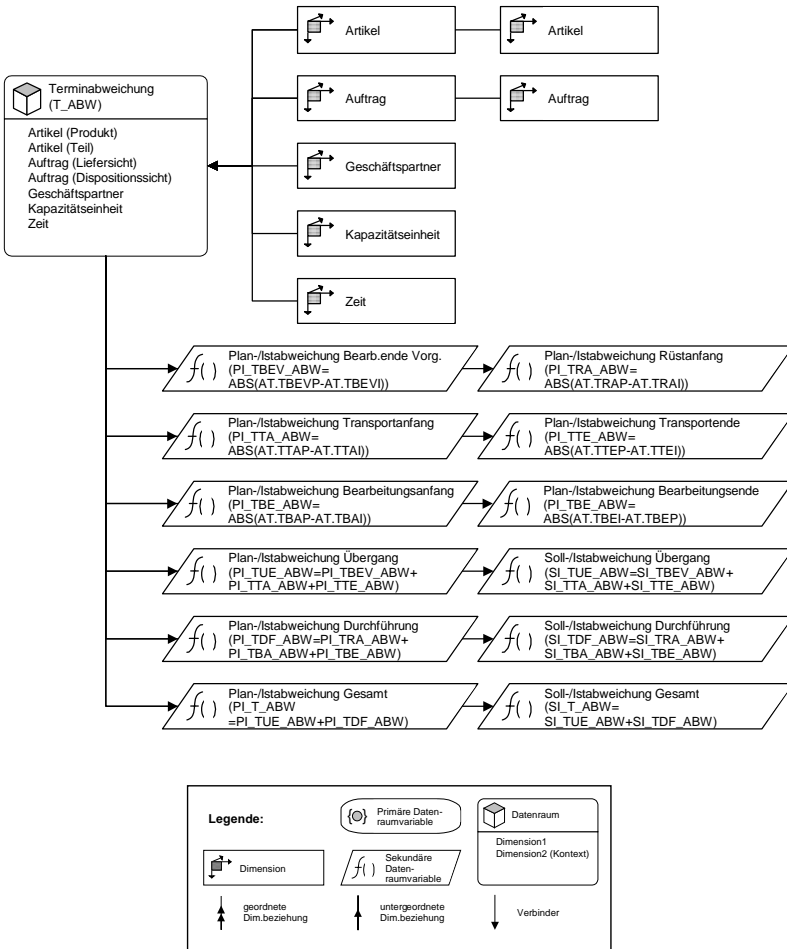 Artikel
Artikel
Terminabweichung
(T_ABW)
Artikel (Produkt)
Artikel (Teil)
Auftrag (Liefersicht)
Auftrag (Dispositionssicht)
Geschäftspartner
Kapazitätseinheit
Zeit
Auftrag
Auftrag
Geschäftspartner
Kapazitätseinheit
Zeit
f()
Plan-/Istabweichung Bearb.ende Vorg.
(PI_TBEV_ABW=
ABS(AT.TBEVP-AT.TBEVI))
f()
Plan-/Istabweichung Rüstanfang
(PI_TRA_ABW=
ABS(AT.TRAP-AT.TRAI))
f()
Plan-/Istabweichung Transportanfang
(PI_TTA_ABW=
ABS(AT.TTAP-AT.TTAI))
f()
Plan-/Istabweichung Transportende
(PI_TTE_ABW=
ABS(AT.TTEP-AT.TTEI))
f()
Plan-/Istabweichung Bearbeitungsanfang
(PI_TBE_ABW=
ABS(AT.TBAP-AT.TBAI))
f()
Plan-/Istabweichung Bearbeitungsende
(PI_TBE_ABW=
ABS(AT.TBEI-AT.TBEP))
f()
Plan-/Istabweichung Übergang
(PI_TUE_ABW=PI_TBEV_ABW+
PI_TTA_ABW+PI_TTE_ABW)
f()
Soll-/Istabweichung Übergang
(SI_TUE_ABW=SI_TBEV_ABW+
SI_TTA_ABW+SI_TTE_ABW)
f()
Plan-/Istabweichung Durchführung
(PI_TDF_ABW=PI_TRA_ABW+
PI_TBA_ABW+PI_TBE_ABW)
f()
Soll-/Istabweichung Durchführung
(SI_TDF_ABW=SI_TRA_ABW+
SI_TBA_ABW+SI_TBE_ABW)
f()
Plan-/Istabweichung Gesamt
(PI_T_ABW
=PI_TUE_ABW+PI_TDF_ABW)
f()
Soll-/Istabweichung Gesamt
(SI_T_ABW=
SI_TUE_ABW+SI_TDF_ABW)
Legende:
{O}
Primäre Daten-
raumvariable
Datenraum
Dimension1
Dimension2 (Kontext)
Dimension
f()
Sekundäre
Daten-
raumvariable
geordnete
Dim.beziehung
untergeordnete
Dim.beziehung
Verbinder